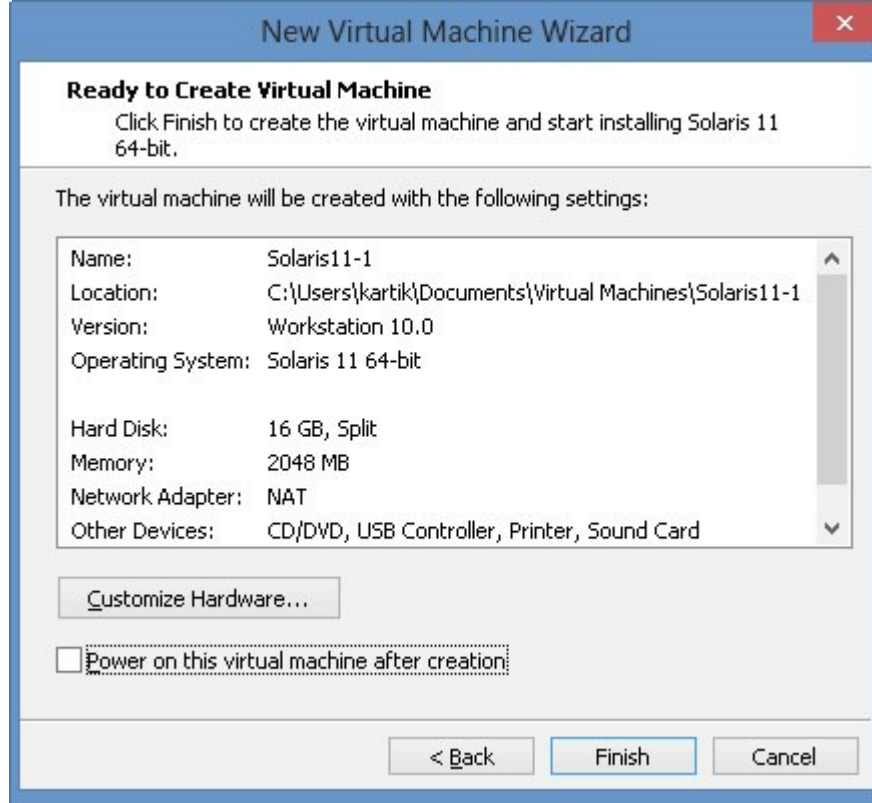 New Virtual Machine Wizard
Ready to Create Virtual Machine
Click Finish to create the virtual machine and start installing Solaris 11
64-bit.
The virtual machine will be created with the following settings:
Name: Solaris11-1
Location: C:\Users\kartik\Documents\Virtual Machines\Solaris11-1
Version: Workstation 10.0
Operating System: Solaris 11 64-bit
Hard Disk: 16 GB, Split
Memory: 2048 MB
Network Adapter: NAT
Other Devices: CD/DVD, USB Controller, Printer, Sound Card
Customize Hardware...
Power on this virtual machine after creation
< Back Finish Cancel